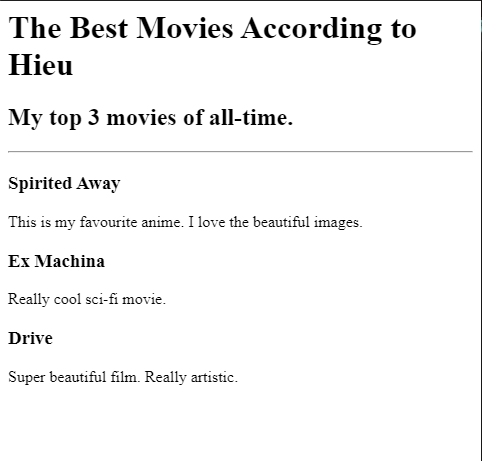 The Best Movies According to
Hieu
My top 3 movies of all-time.
Spirited Away
This is my favourite anime. I love the beautiful images.
Ex Machina
Really cool sci-fi movie.
Drive
Super beautiful film. Really artistic.